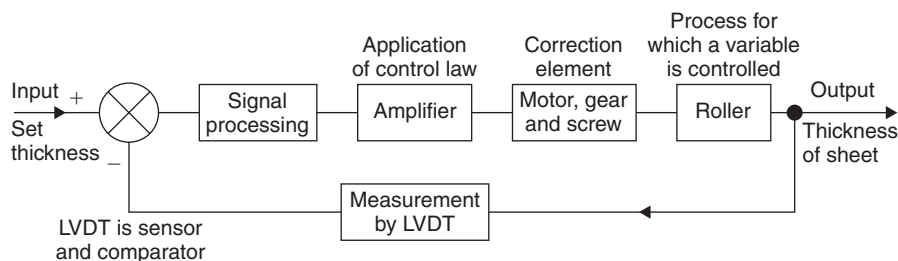 Input
+
Set
thickness
−
Signal
processing
Application
of control law
Amplifier
Correction
element
Motor, gear
and screw
Process for
which a variable
is controlled
Roller
Output
Thickness
of sheet
Measurement
by LVDT
LVDT is sensor
and comparator